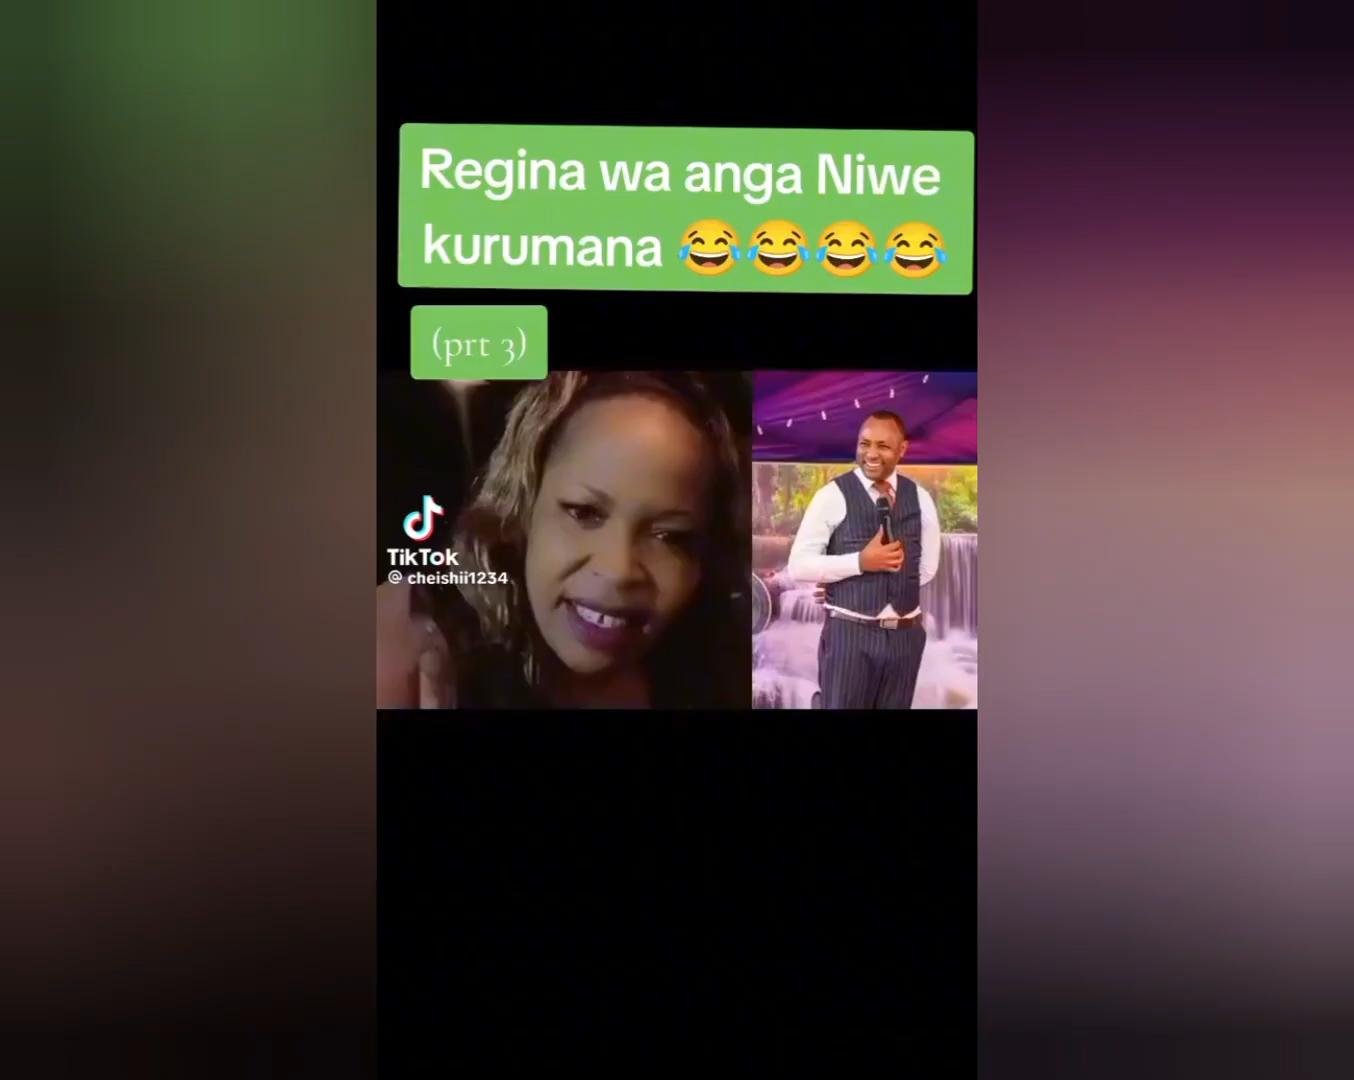 Regina wa anga Niwe
kurumana 😂😂😂😂
(prt 3)
TikTok
@ cheishii1234